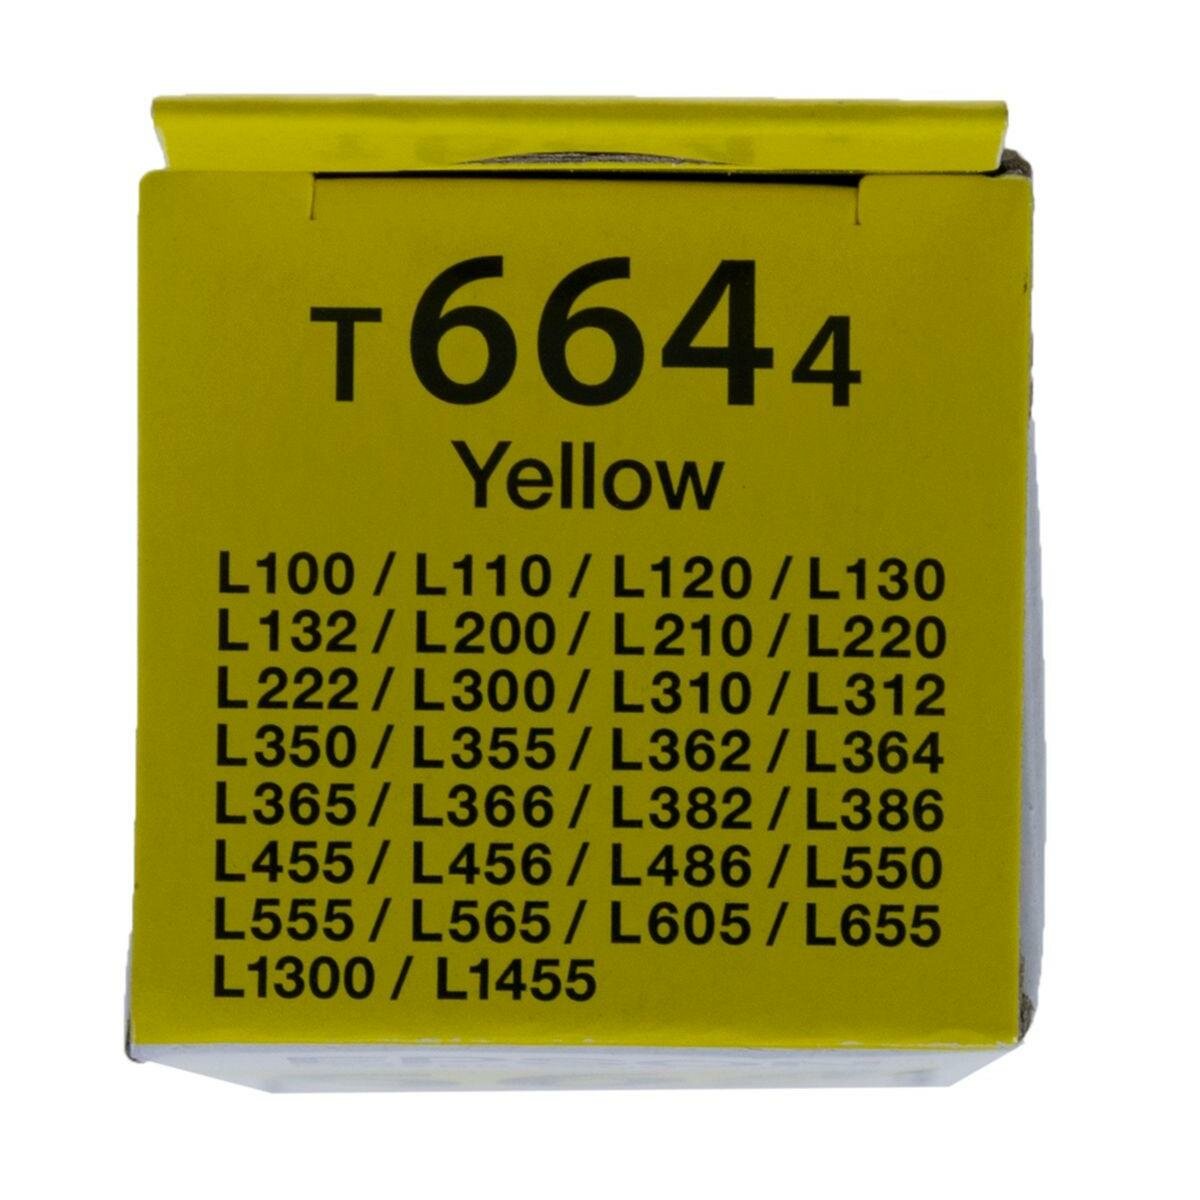 T6644
Yellow
L100 / L110 / L120 / L130
L132 / L200 / L210 / L220
L222 / L300 / L310 / L312
L350 / L355 / L362 / L364
L365 / L366 / L382 / L386
L455 / L456 / L486 / L550
L555 / L565 / L605 / L655
L1300 / L1455